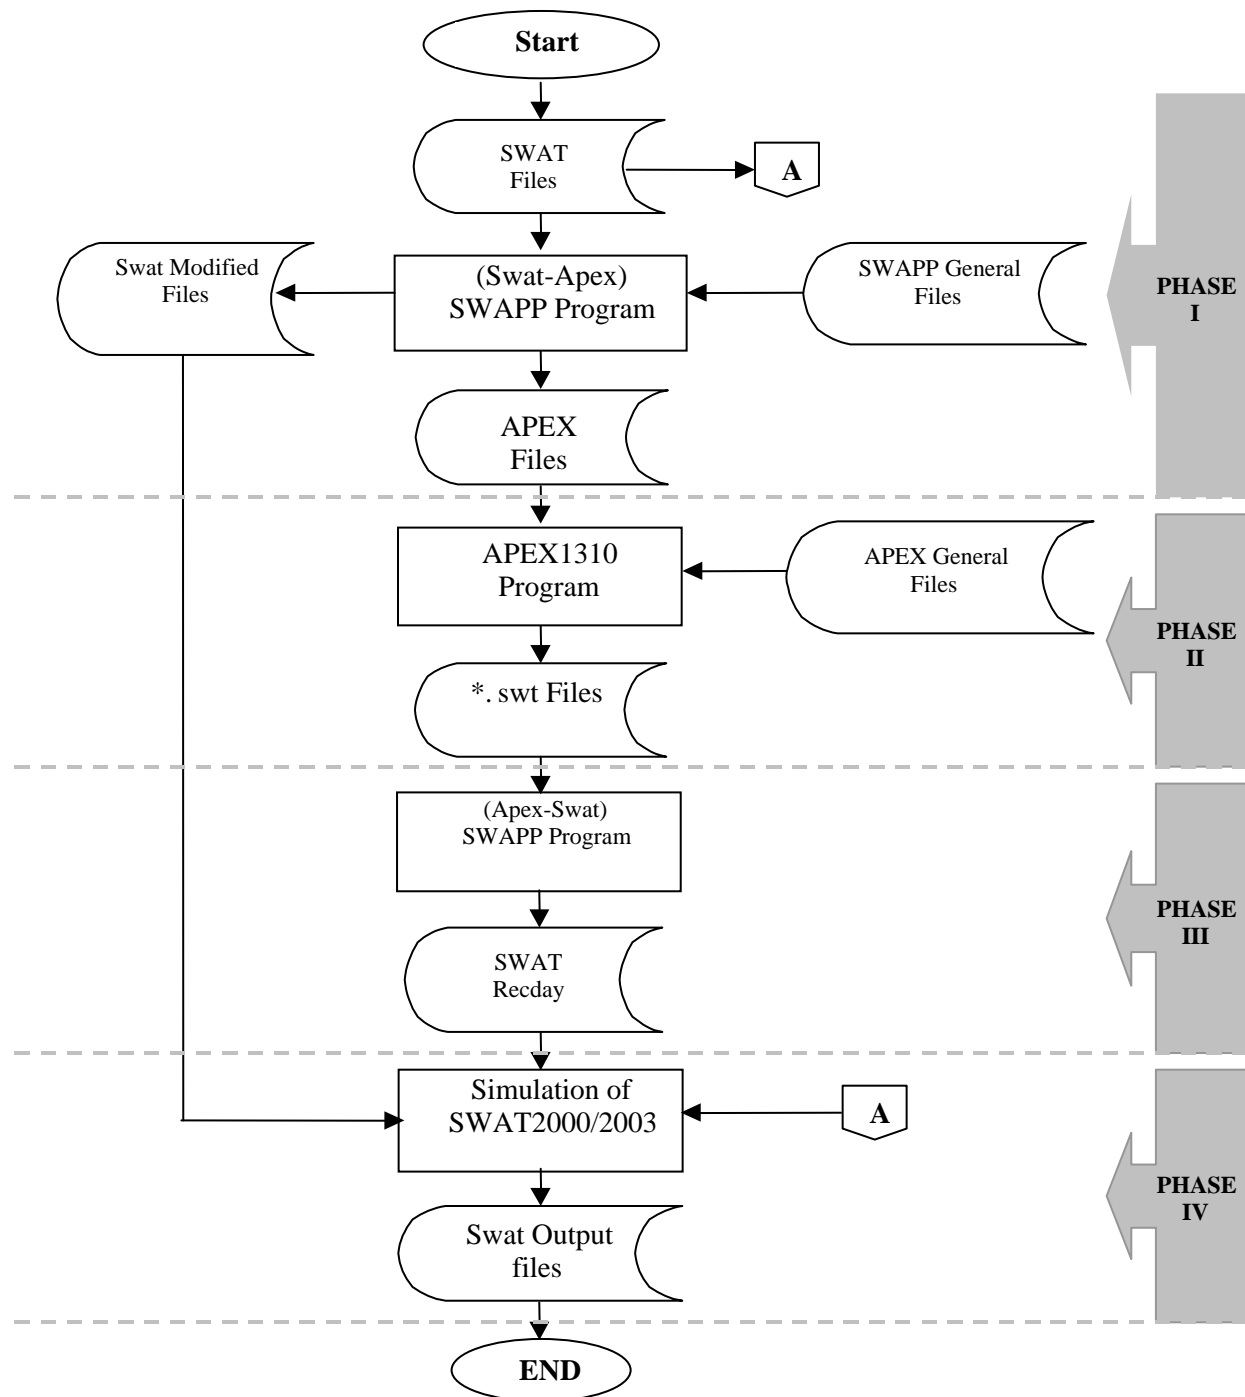 Start
SWAT
Files
A
Swat Modified
Files
(Swat-Apex)
SWAPP Program
SWAPP General
Files
PHASE
I
APEX
Files
APEX1310
Program
APEX General
Files
PHASE
II
*. swt Files
(Apex-Swat)
SWAPP Program
PHASE
III
SWAT
Recday
Simulation of
SWAT2000/2003
A
PHASE
IV
Swat Output
files
END